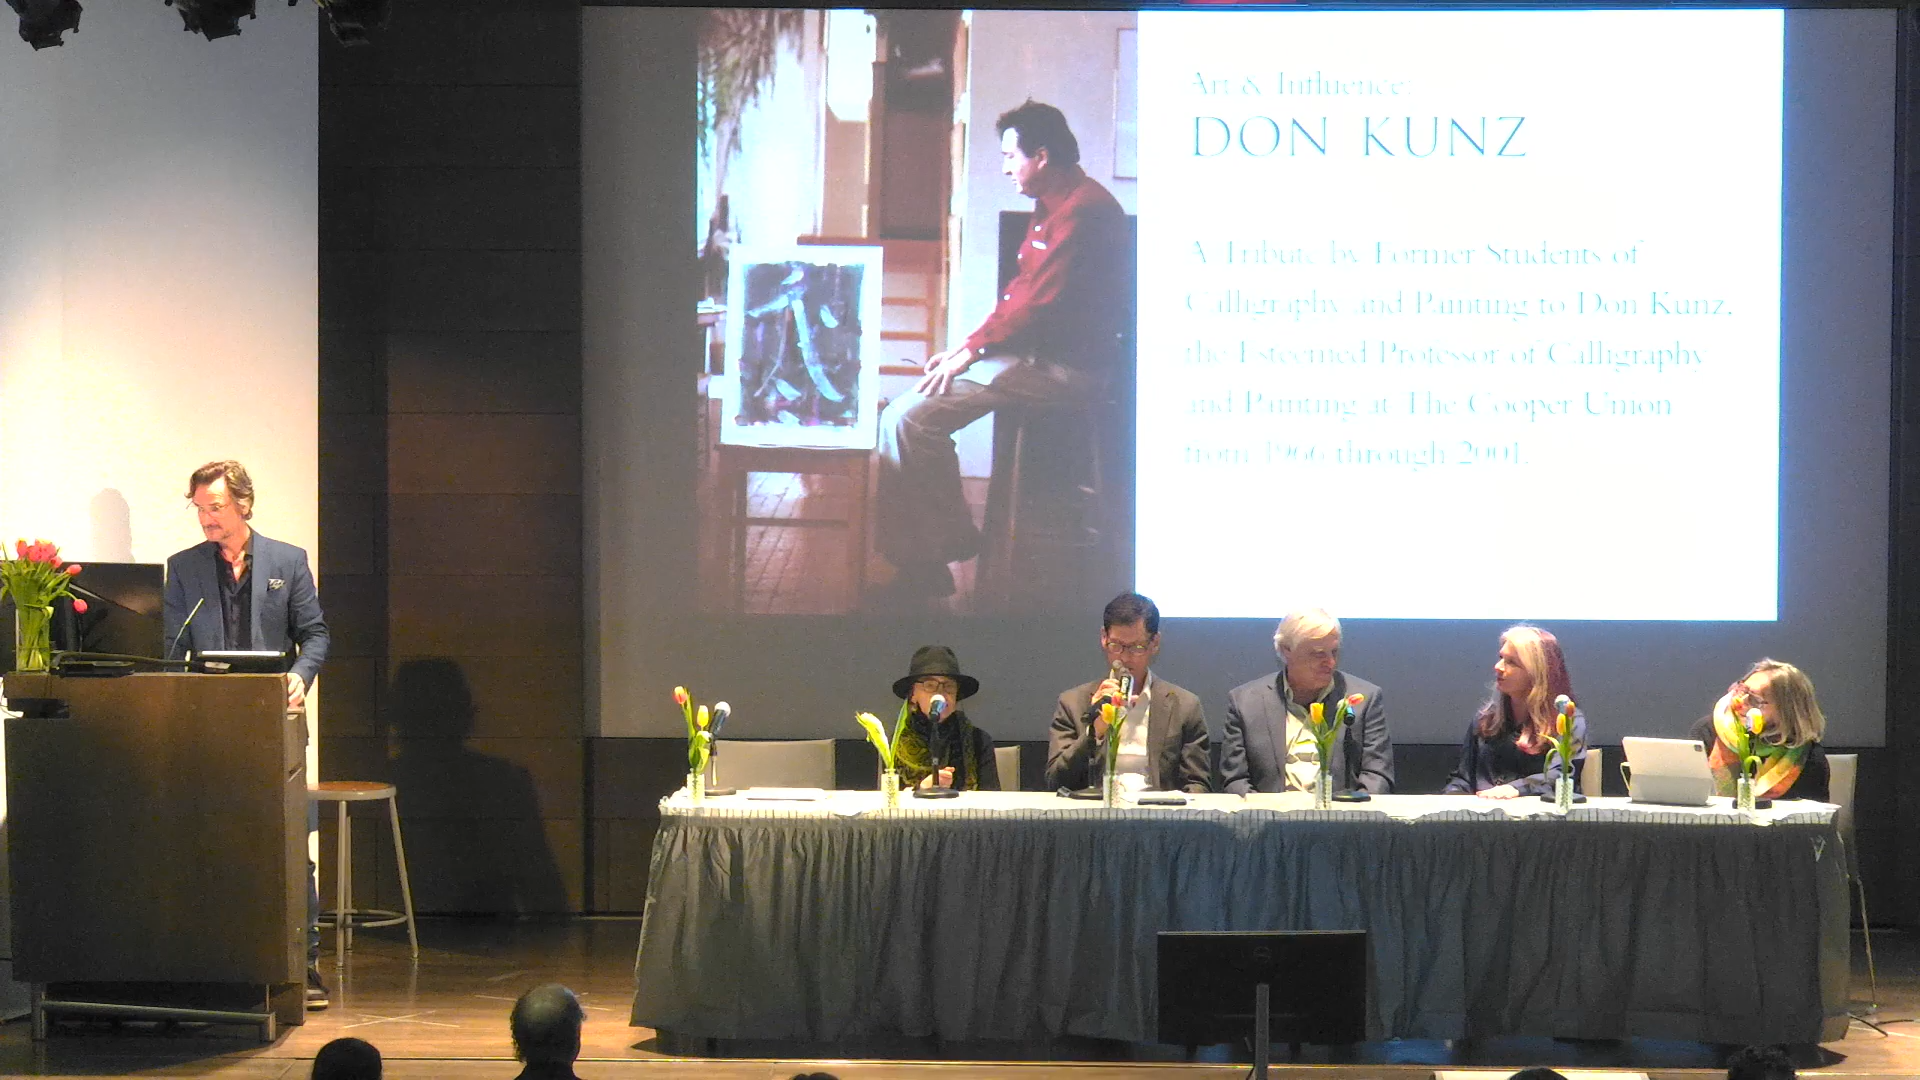 Art & Influence:
DON KUNZ
A Tribute by Former Students of
Calligraphy and Painting to Don Kunz,
the Esteemed Professor of Calligraphy
and Painting at The Cooper Union
from 1966 through 2001.